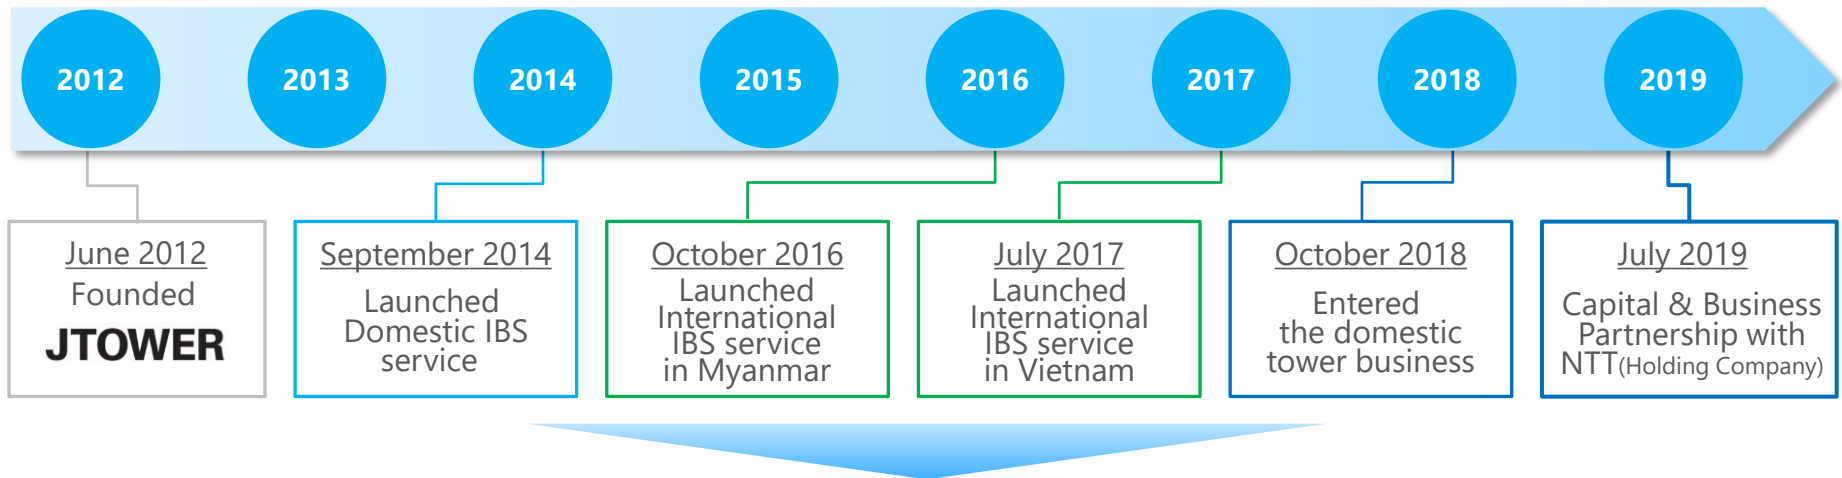 2012
2013
2014
2015
2016
2017
2018
2019
June 2012
Founded
JTOWER
September 2014
Launched
Domestic IBS
service
October 2016
Launched
International
IBS service
in Myanmar
July 2017
Launched
International
IBS service
in Vietnam
October 2018
Entered
the domestic
tower business
July 2019
Capital & Business
Partnership with
NTT(Holding Company)